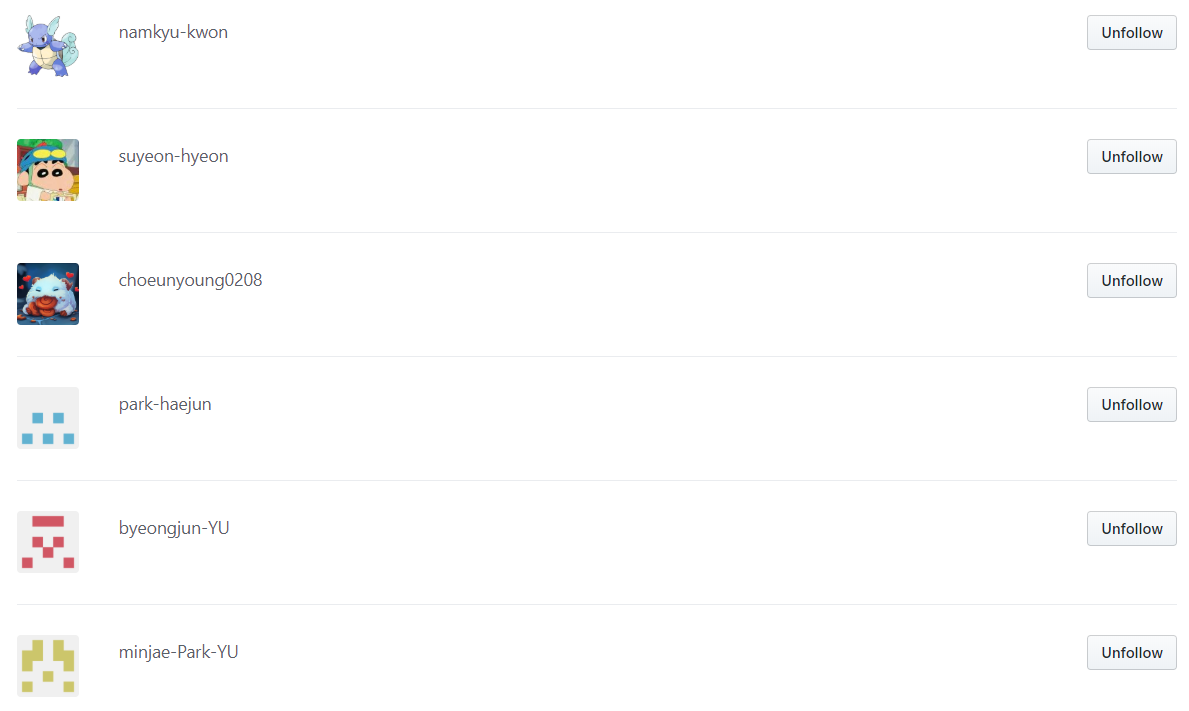 namkyu-kwon
Unfollow
suyeon-hyeon
Unfollow
choeunyoung0208
Unfollow
park-haejun
Unfollow
byeongjun-YU
Unfollow
minjae-Park-YU
Unfollow